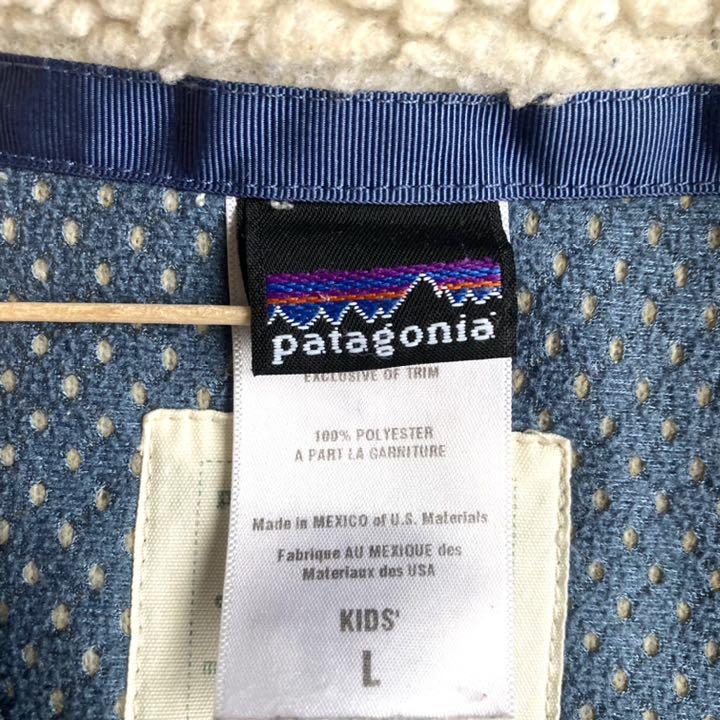 patagonia
EXCLUSIVE OF TRIM
100% POLYESTER
A PART LA GARNITURE
Made in MEXICO of U.S. Materials
Fabrique AU MEXIQUE des
Materiaux des USA
KIDS'
L